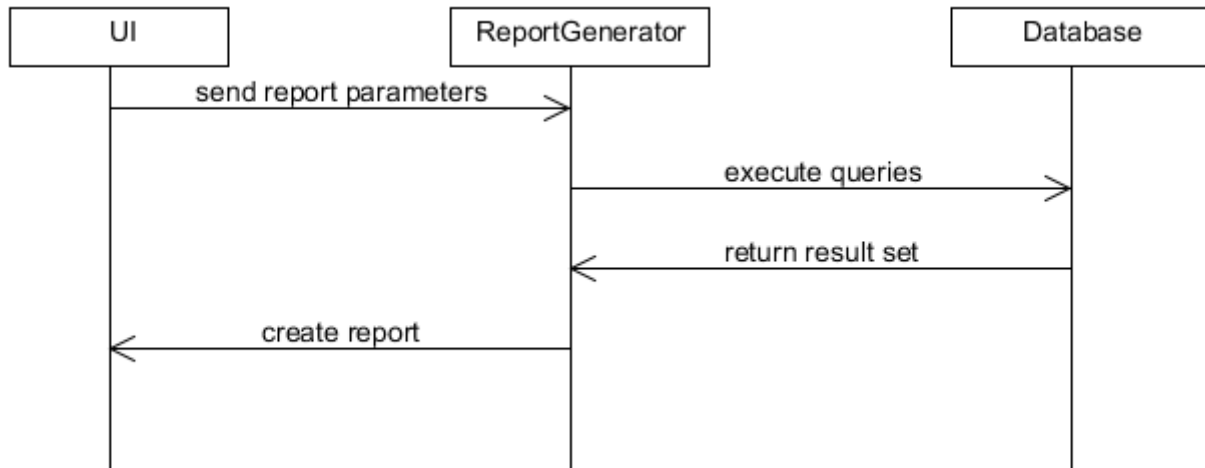 UI
ReportGenerator
Database
send report parameters
execute queries
return result set
create report